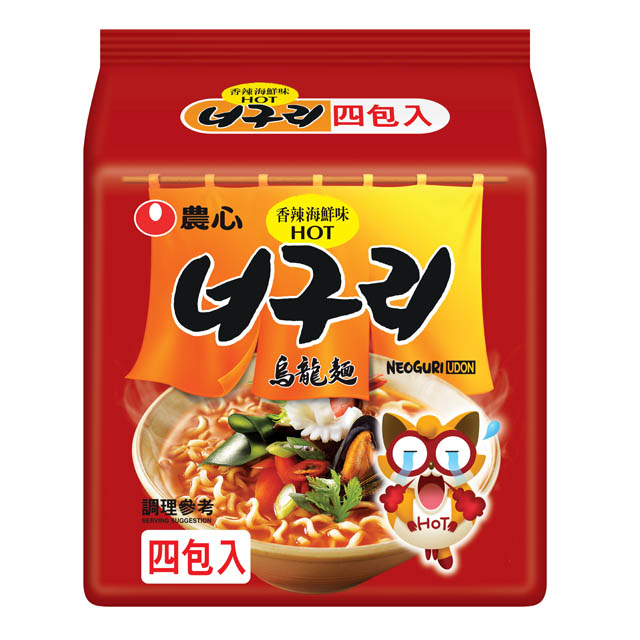 香辣海鮮味
HOT
너구리
四包入
農心
香辣海鮮味
HOT
너구리
烏龍麵
NEOGURI UDON
調理參考
SERVING SUGGESTION
四包入
HOT